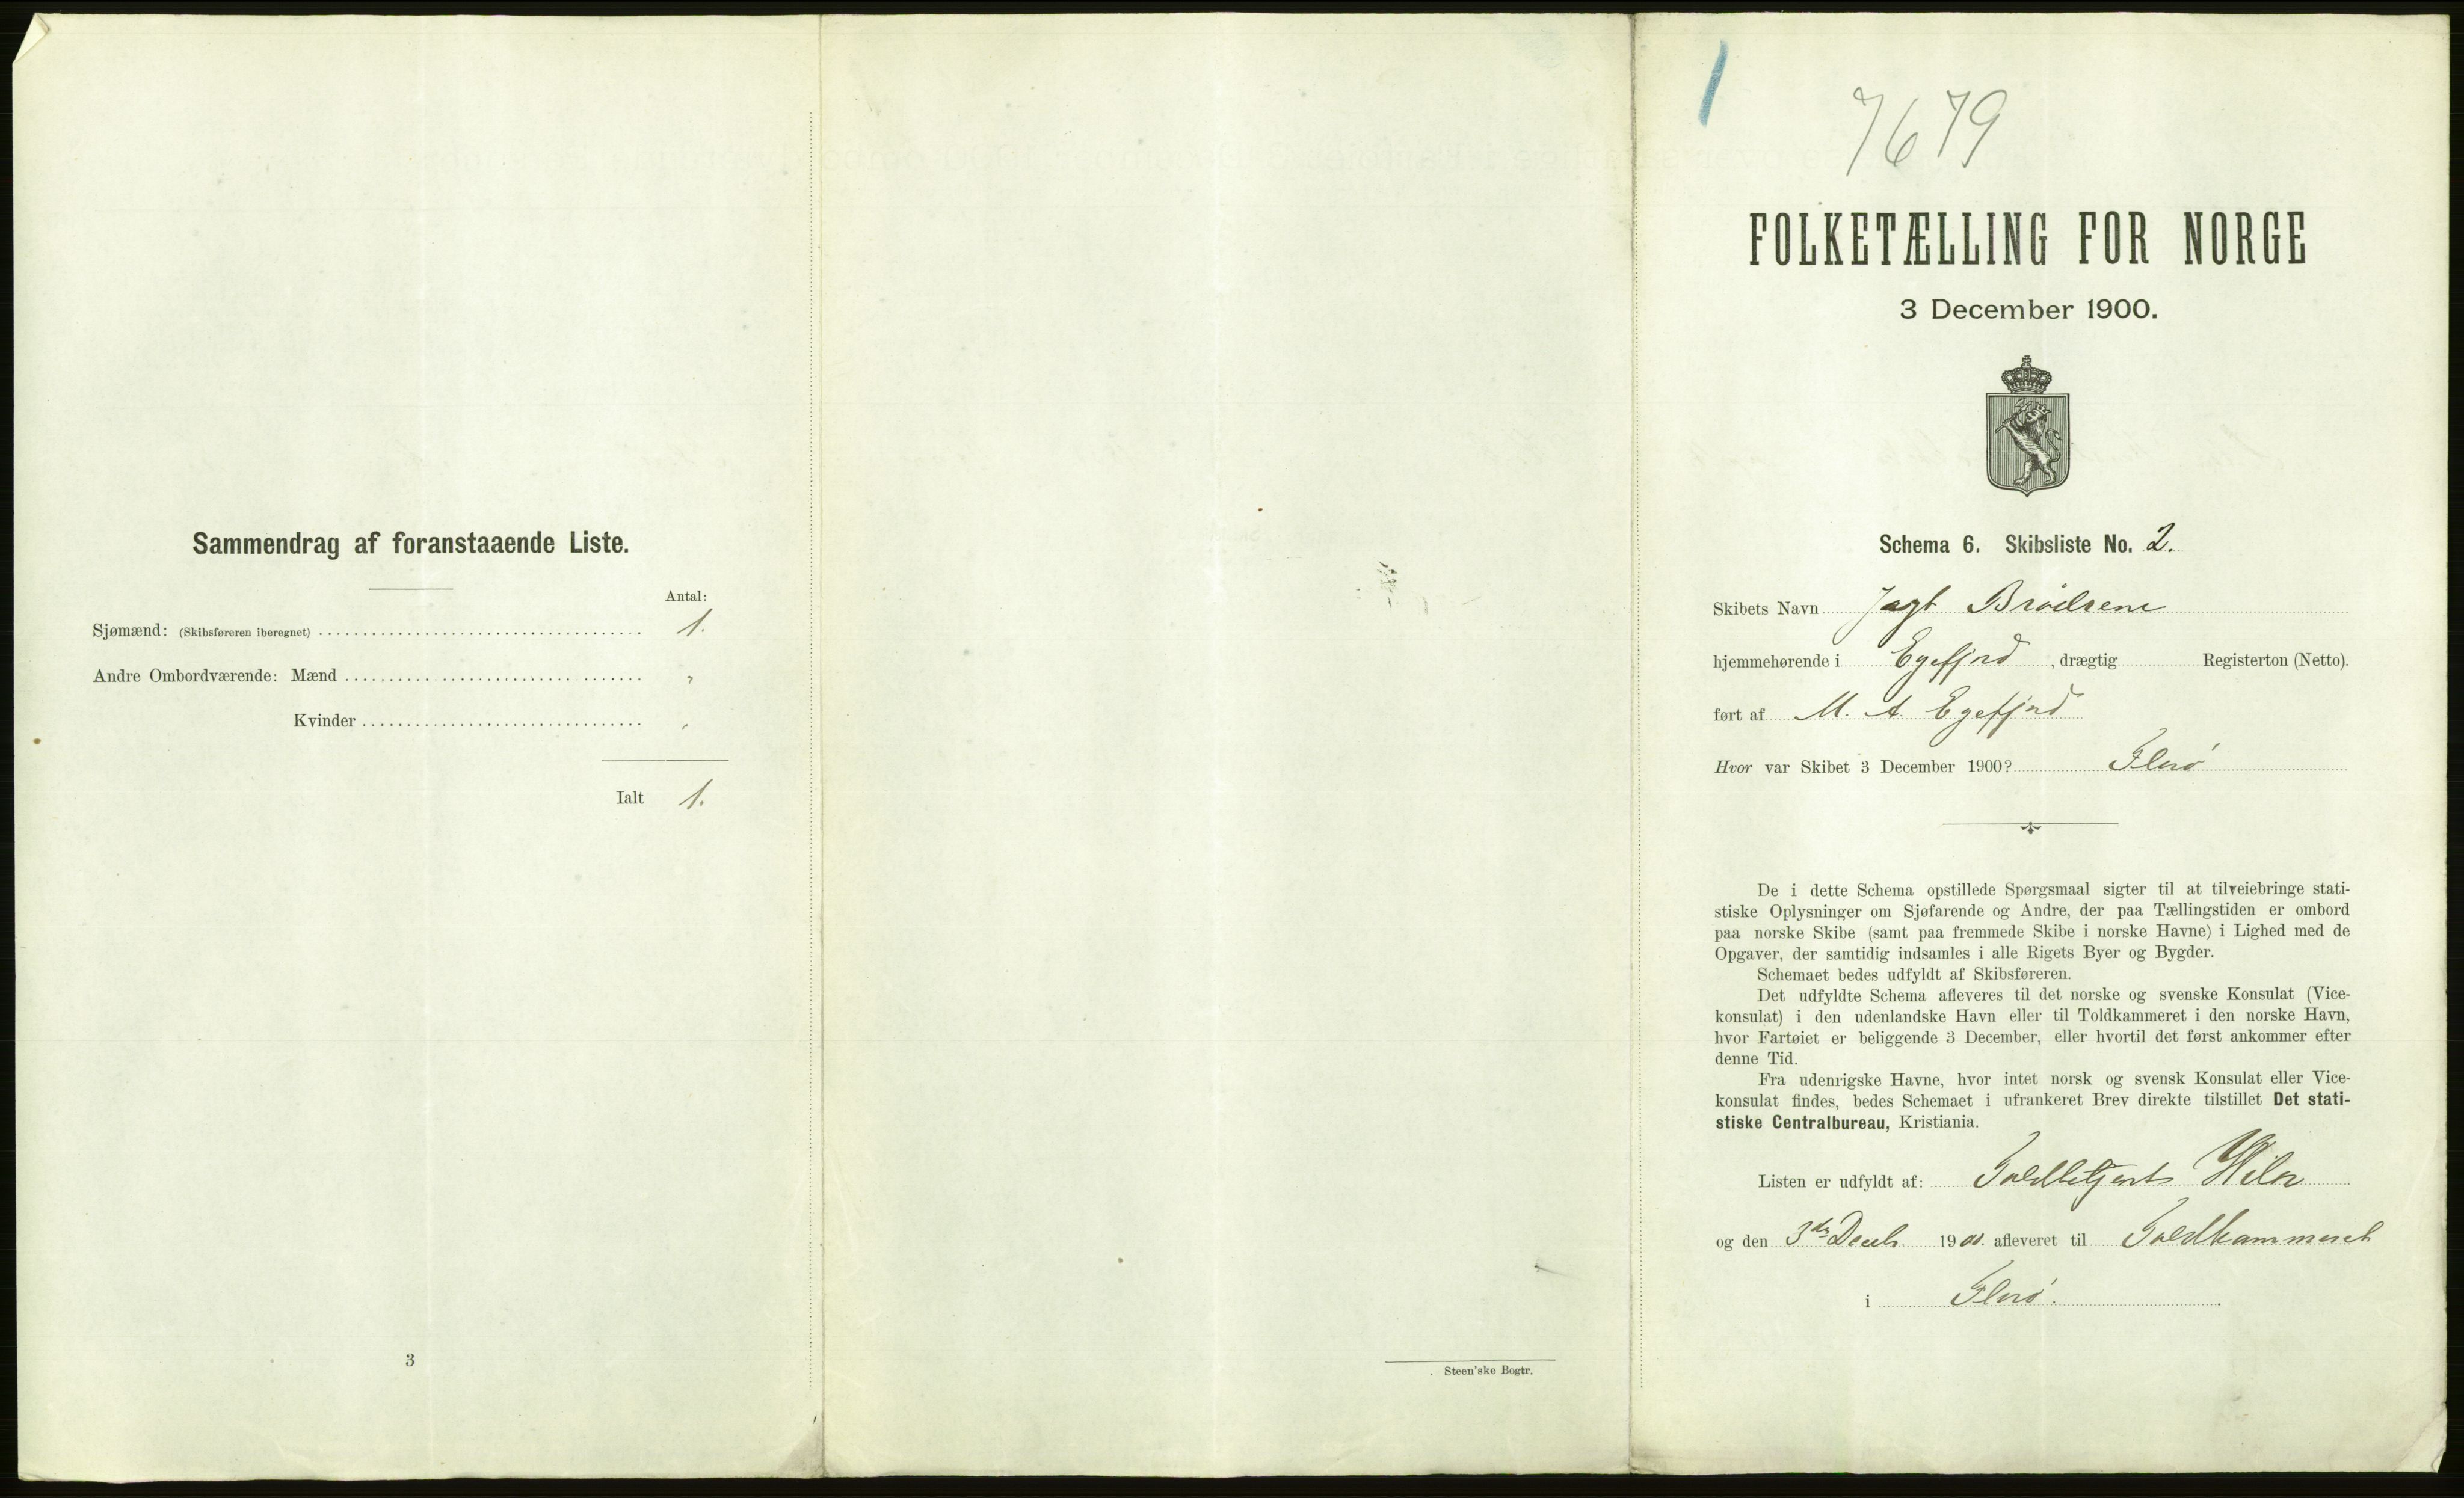 Sammendrag af foranstaaende Liste.
Antal:
Sjømænd: (Skibsføreren iberegnet) 1.
Andre Ombordværende: Mænd "
Kvinder "
Ialt 1.
3
Steen'ske Bogtr.
1
7679
FOLKETÆLLING FOR NORGE
3 December 1900.
Schema 6. Skibsliste No. 2.
Skibets Navn Jagt Brødrene
hjemmehørende i Egefjord, drægtig Registerton (Netto).
ført af M. A. Egefjord
Hvor var Skibet 3 December 1900? Florø
De i dette Schema opstillede Spørgsmaal sigter til at tilveiebringe stati-
stiske Oplysninger om Sjøfarende og Andre, der paa Tællingstiden er ombord
paa norske Skibe (samt paa fremmede Skibe i norske Havne) i Lighed med de
Opgaver, der samtidig indsamles i alle Rigets Byer og Bygder.
Schemaet bedes udfyldt af Skibsføreren.
Det udfyldte Schema afleveres til det norske og svenske Konsulat (Vice-
konsulat) i den udenlandske Havn eller til Toldkammeret i den norske Havn,
hvor Fartøiet er beliggende 3 December, eller hvortil det først ankommer efter
denne Tid.
Fra udenrigske Havne, hvor intet norsk og svensk Konsulat eller Vice-
konsulat findes, bedes Schemaet i ufrankeret Brev direkte tilstillet Det stati-
stiske Centralbureau, Kristiania.
Listen er udfyldt af: Toldbetjent
og den 3die Decbr. 1900. afleveret til Toldkammeret
i Florø.